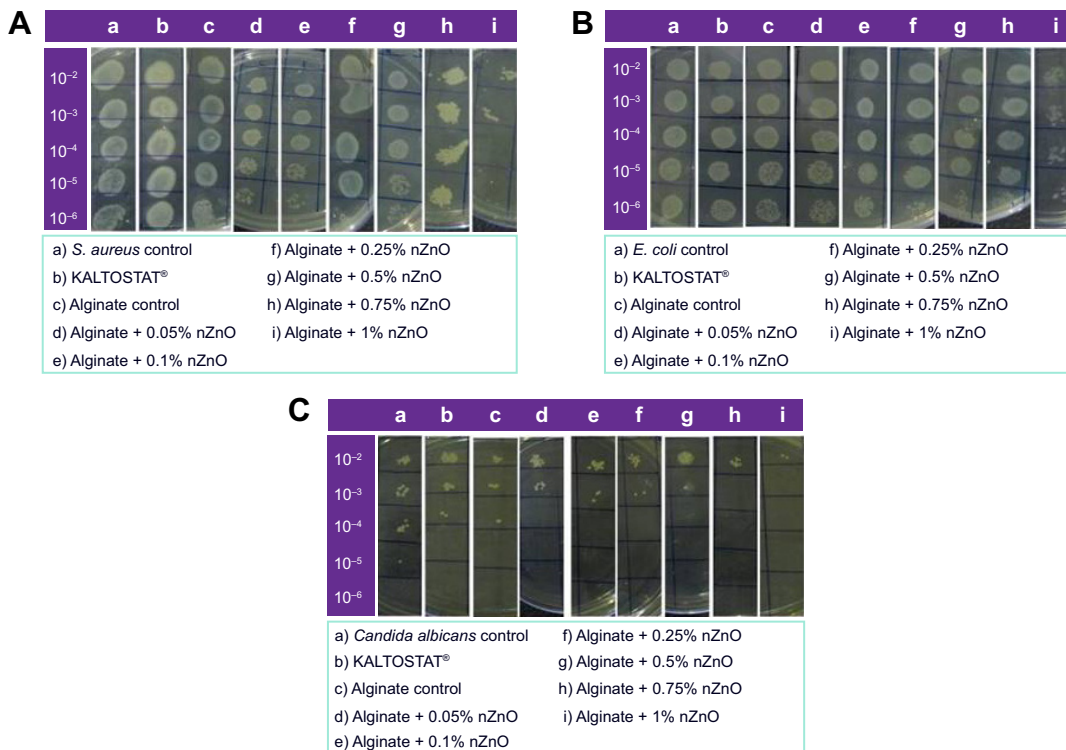 A
a b c d e f g h i
10⁻²
10⁻³
10⁻⁴
10⁻⁵
10⁻⁶
a) S. aureus control
b) KALTOSTAT®
c) Alginate control
d) Alginate + 0.05% nZnO
e) Alginate + 0.1% nZnO
f) Alginate + 0.25% nZnO
g) Alginate + 0.5% nZnO
h) Alginate + 0.75% nZnO
i) Alginate + 1% nZnO
B
a b c d e f g h i
10⁻²
10⁻³
10⁻⁴
10⁻⁵
10⁻⁶
a) E. coli control
b) KALTOSTAT®
c) Alginate control
d) Alginate + 0.05% nZnO
e) Alginate + 0.1% nZnO
f) Alginate + 0.25% nZnO
g) Alginate + 0.5% nZnO
h) Alginate + 0.75% nZnO
i) Alginate + 1% nZnO
C
a b c d e f g h i
10⁻²
10⁻³
10⁻⁴
10⁻⁵
10⁻⁶
a) Candida albicans control
b) KALTOSTAT®
c) Alginate control
d) Alginate + 0.05% nZnO
e) Alginate + 0.1% nZnO
f) Alginate + 0.25% nZnO
g) Alginate + 0.5% nZnO
h) Alginate + 0.75% nZnO
i) Alginate + 1% nZnO